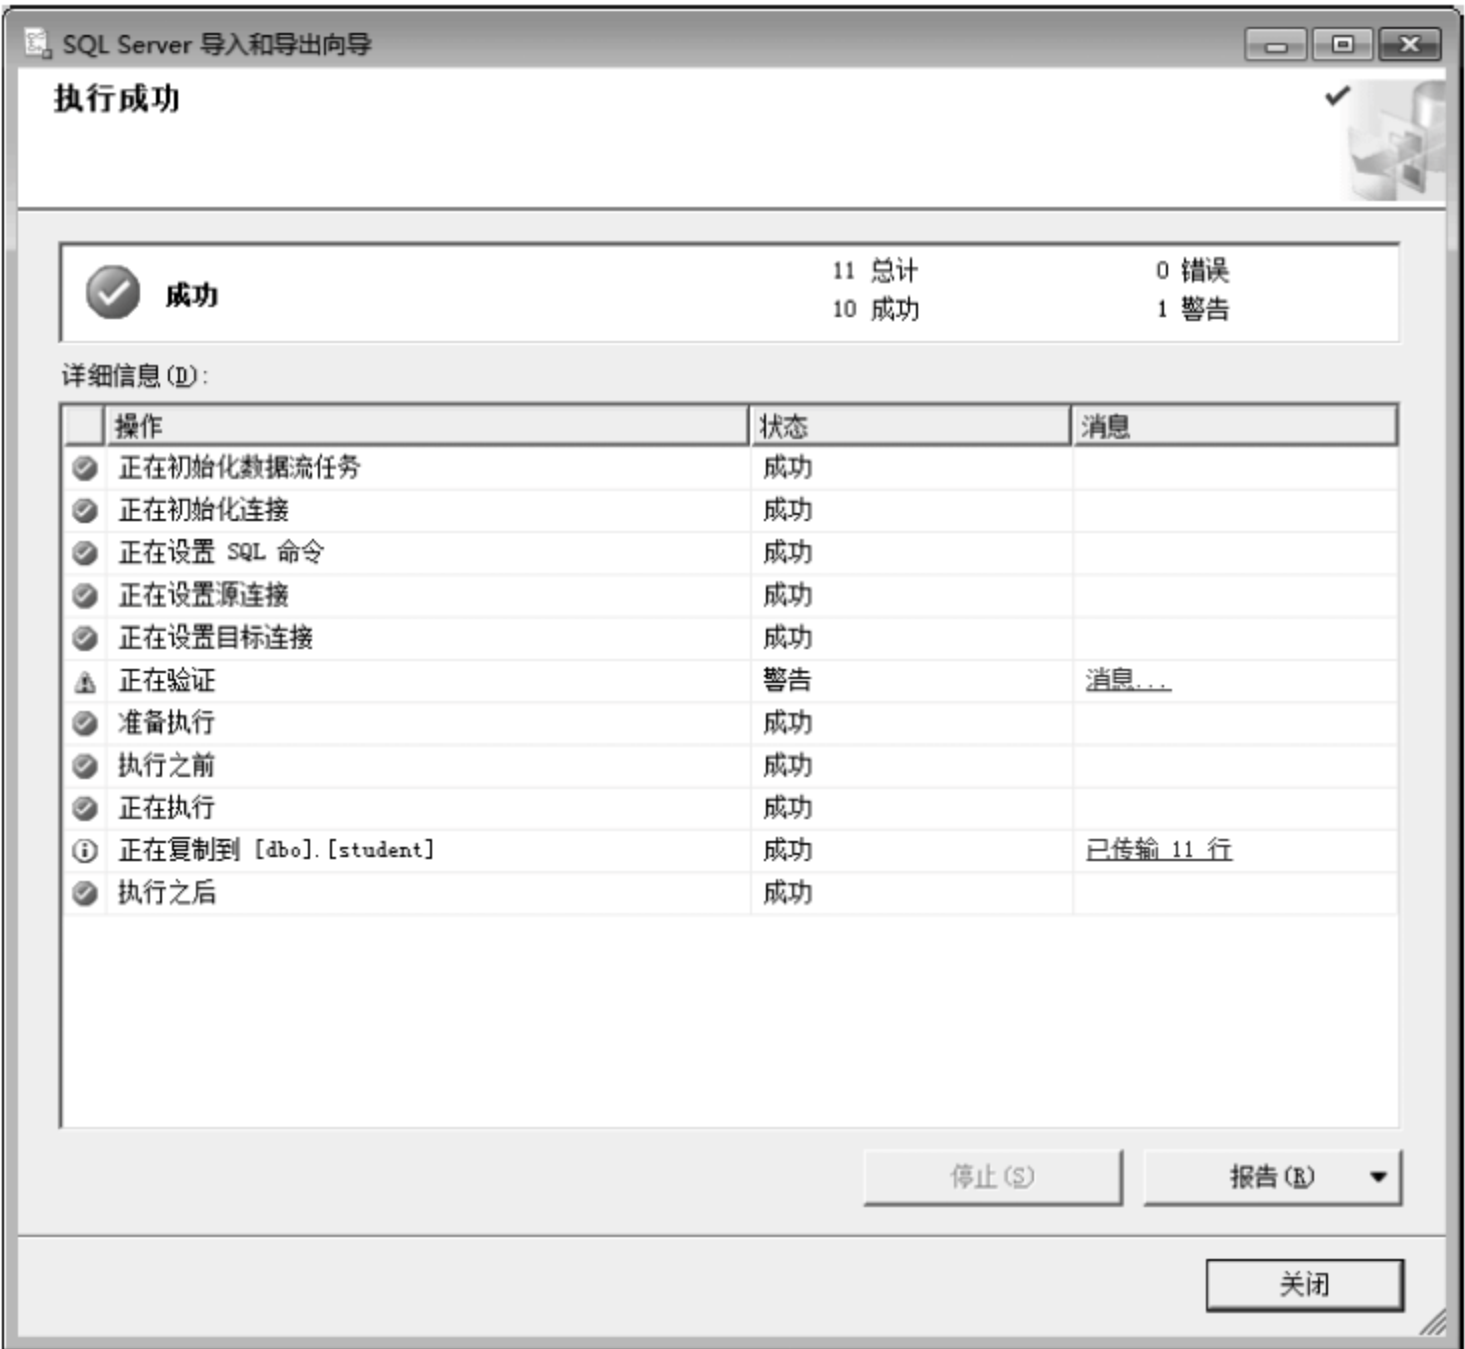 SQL Server 导入和导出向导
执行成功
成功
11 总计
0 错误
10 成功
1 警告
详细信息(D):
操作 状态 消息
正在初始化数据流任务 成功
正在初始化连接 成功
正在设置 SQL 命令 成功
正在设置源连接 成功
正在设置目标连接 成功
正在验证 警告 消息...
准备执行 成功
执行之前 成功
正在执行 成功
正在复制到 [dbo].[student] 成功 已传输 11 行
执行之后 成功
停止(S) 报告(R)
关闭